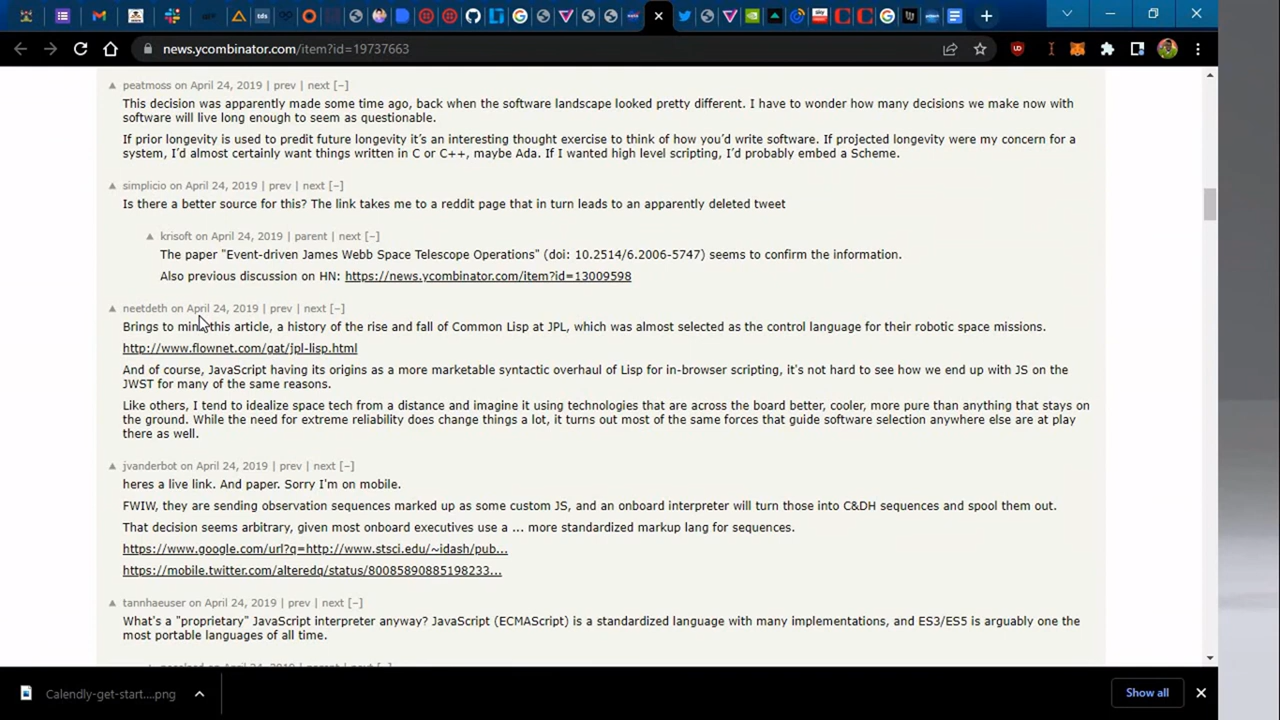 news.ycombinator.com/item?id=19737663
peatmoss on April 24, 2019 | prev | next [–]
This decision was apparently made some time ago, back when the software landscape looked pretty different. I have to wonder how many decisions we make now with
software will live long enough to seem as questionable.
If prior longevity is used to predit future longevity it's an interesting thought exercise to think of how you'd write software. If projected longevity were my concern for a
system, I'd almost certainly want things written in C or C++, maybe Ada. If I wanted high level scripting, I'd probably embed a Scheme.
simplicio on April 24, 2019 | prev | next [–]
Is there a better source for this? The link takes me to a reddit page that in turn leads to an apparently deleted tweet
krisoft on April 24, 2019 | parent | next [–]
The paper "Event-driven James Webb Space Telescope Operations" (doi: 10.2514/6.2006-5747) seems to confirm the information.
Also previous discussion on HN: https://news.ycombinator.com/item?id=13009598
neetdeth on April 24, 2019 | prev | next [–]
Brings to mind this article, a history of the rise and fall of Common Lisp at JPL, which was almost selected as the control language for their robotic space missions.
http://www.flownet.com/gat/jpl-lisp.html
And of course, JavaScript having its origins as a more marketable syntactic overhaul of Lisp for in-browser scripting, it's not hard to see how we end up with JS on the
JWST for many of the same reasons.
Like others, I tend to idealize space tech from a distance and imagine it using technologies that are across the board better, cooler, more pure than anything that stays on
the ground. While the need for extreme reliability does change things a lot, it turns out most of the same forces that guide software selection anywhere else are at play
there as well.
jvanderbot on April 24, 2019 | prev | next [–]
heres a live link. And paper. Sorry I'm on mobile.
FWIW, they are sending observation sequences marked up as some custom JS, and an onboard interpreter will turn those into C&DH sequences and spool them out.
That decision seems arbitrary, given most onboard executives use a ... more standardized markup lang for sequences.
https://www.google.com/url?q=http://www.stsci.edu/~idash/pub...
https://mobile.twitter.com/alteredq/status/80085890885198233...
tannhaeuser on April 24, 2019 | prev | next [–]
What's a "proprietary" JavaScript interpreter anyway? JavaScript (ECMAScript) is a standardized language with many implementations, and ES3/ES5 is arguably one the
most portable languages of all time.
Calendly-get-start....png
Show all